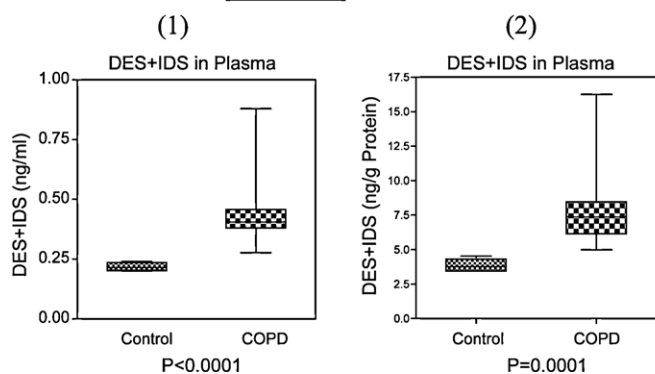 (1)
DES+IDS in Plasma
DES+IDS (ng/ml)
1.00
0.75
0.50
0.25
0.00
Control COPD
P<0.0001
(2)
DES+IDS in Plasma
DES+IDS (ng/g Protein)
17.5
15.0
12.5
10.0
7.5
5.0
2.5
0.0
Control COPD
P=0.0001